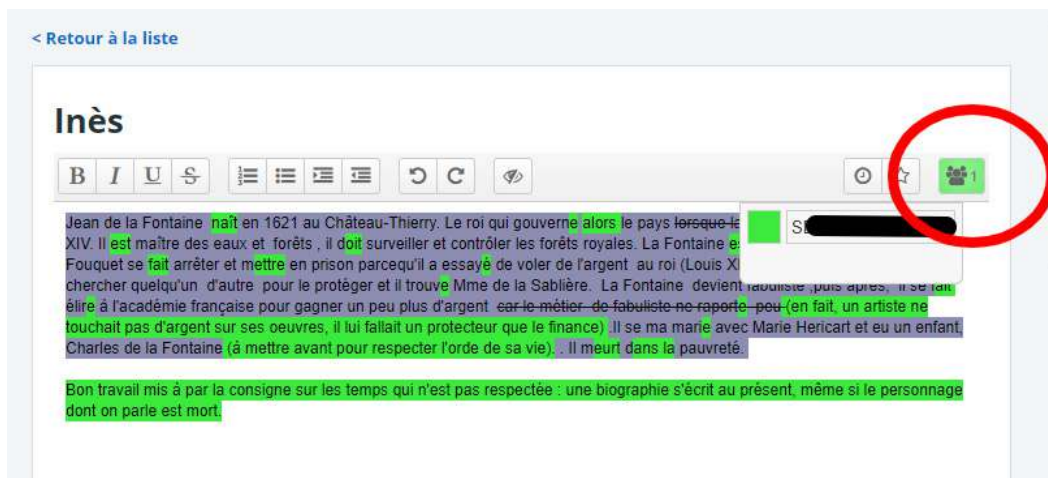 < Retour à la liste
Inès
B I U S
1
S
Jean de la Fontaine naît en 1621 au Château-Thierry. Le roi qui gouverne alors le pays lorsque la
XIV. Il est maître des eaux et forêts , il doit surveiller et contrôler les forêts royales. La Fontaine
Fouquet se fait arrêter et mettre en prison parcequ'il a essayé de voler de l'argent au roi (Louis XI
chercher quelqu'un d'autre pour le protèger et il trouve Mme de la Sablière. La Fontaine devient fabuliste ,puis après, il se fait
élire á l'académie française pour gagner un peu plus d'argent car le mètier de fabuliste ne raporte peu (en fait, un artiste ne
touchait pas d'argent sur ses oeuvres, il lui fallait un protecteur que le finance) .Il se ma marie avec Marie Hericart et eu un enfant,
Charles de la Fontaine (á mettre avant pour respecter l'orde de sa vie). . Il meurt dans la pauvreté.
Bon travail mis à par la consigne sur les temps qui n'est pas respectée : une biographie s'écrit au présent, même si le personnage
dont on parle est mort.